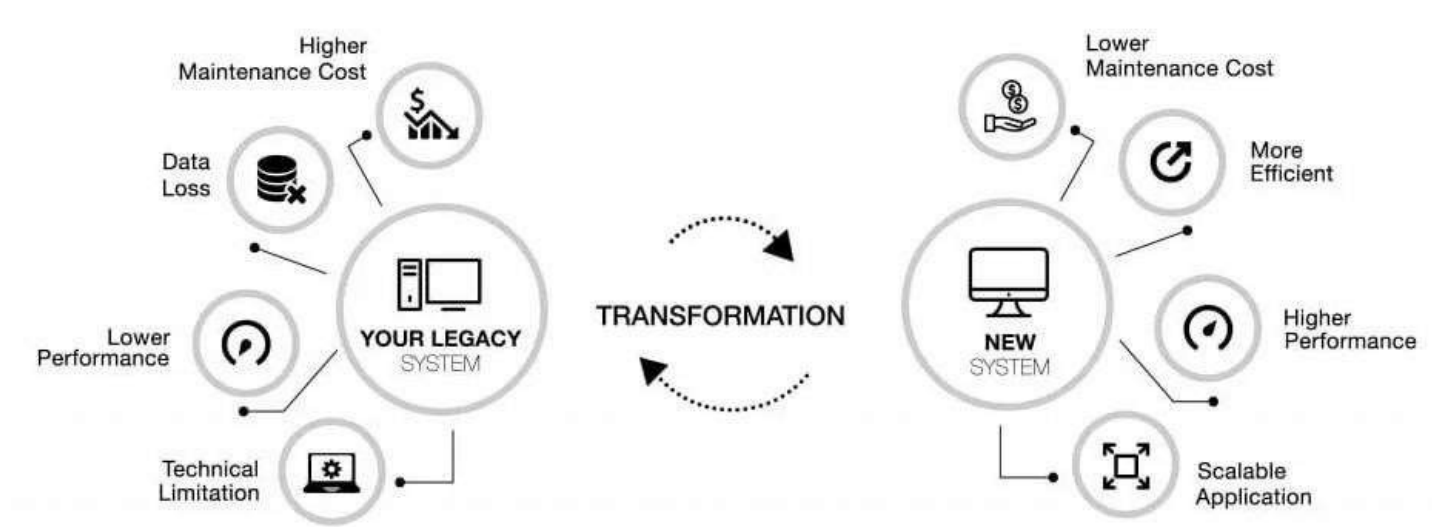 Higher
Maintenance Cost
Data
Loss
Lower
Performance
Technical
Limitation
YOUR LEGACY
SYSTEM
TRANSFORMATION
Lower
Maintenance Cost
More
Efficient
Higher
Performance
Scalable
Application
NEW
SYSTEM